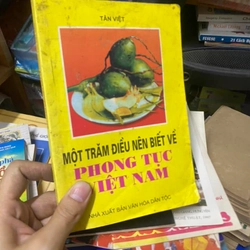 TÂN VIỆT
MỘT TRĂM ĐIỀU NÊN BIẾT VỀ
PHONG TỤC
VIỆT NAM
NHÀ XUẤT BẢN VĂN HÓA DÂN TỘC